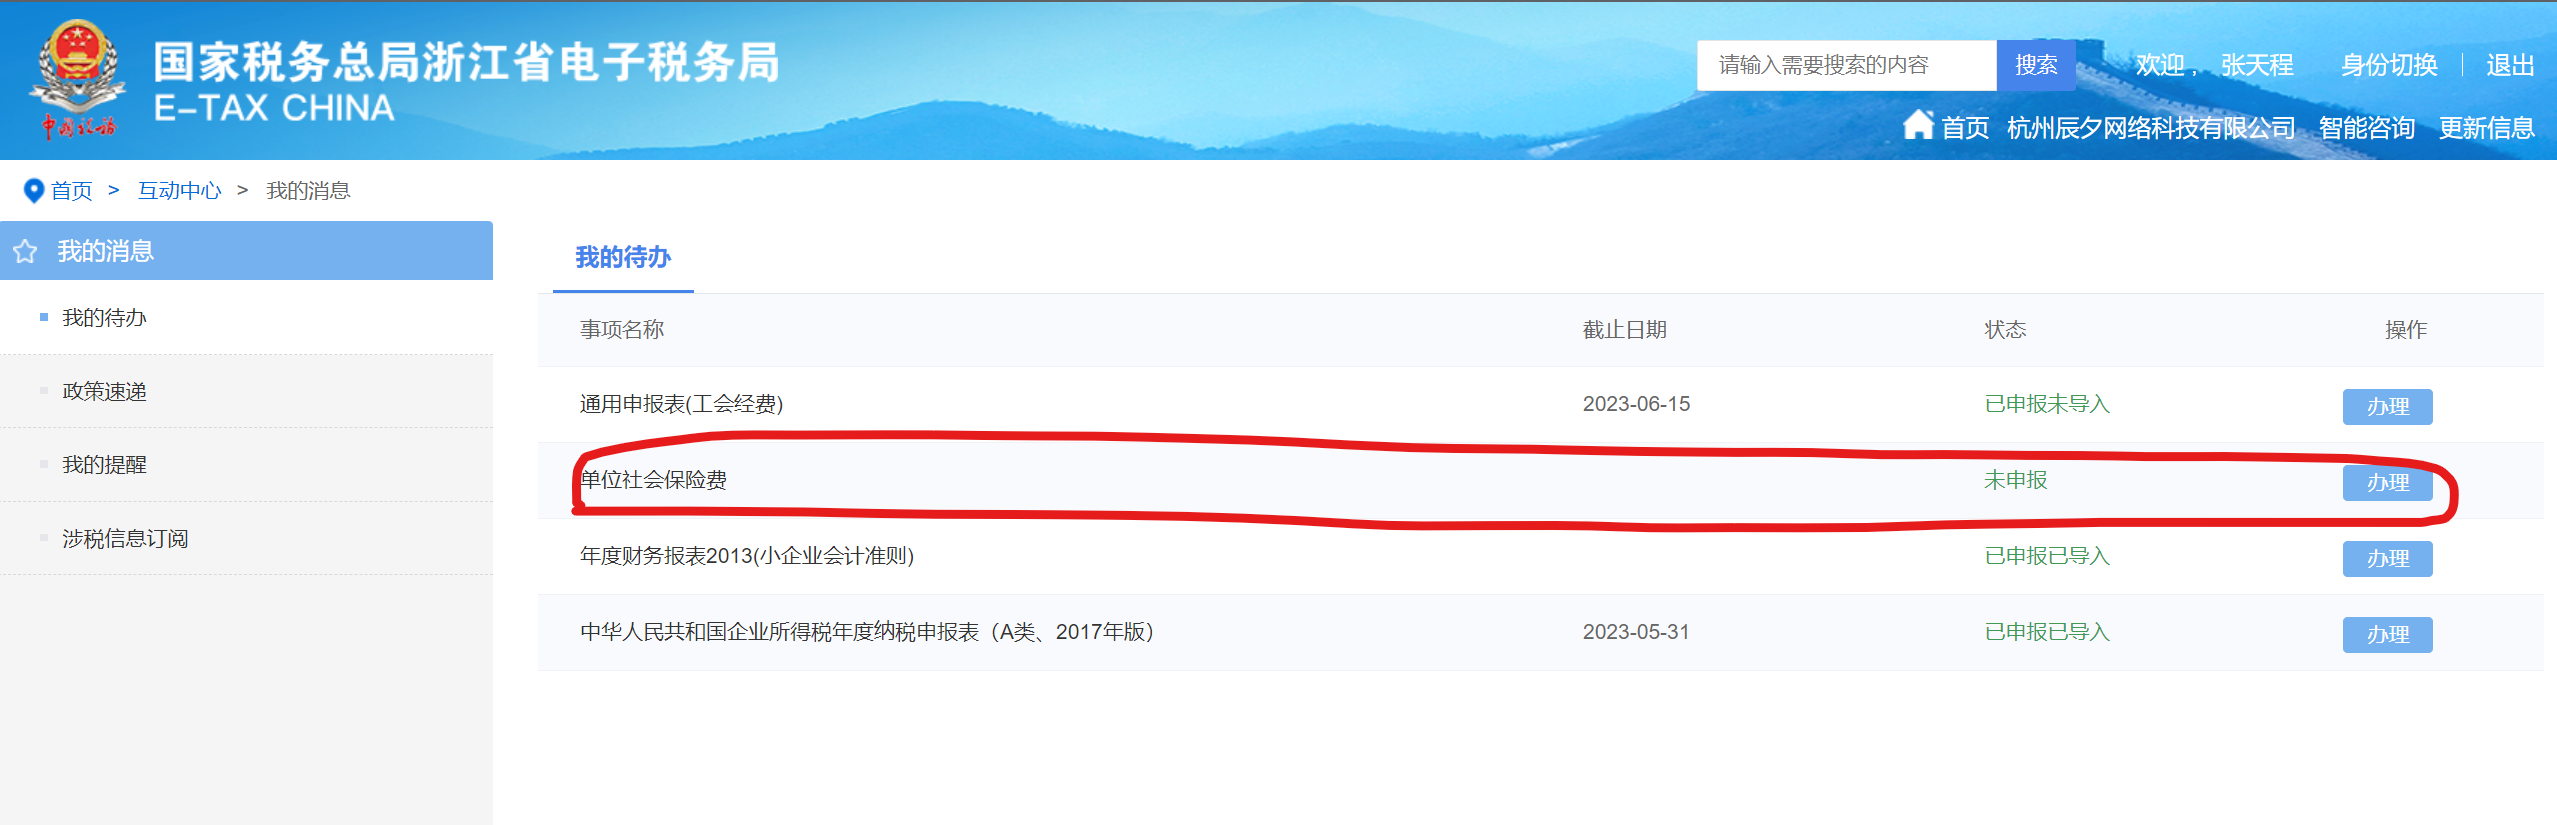 国家税务总局浙江省电子税务局
E-TAX CHINA
中国税务
请输入需要搜索的内容 搜索 欢迎， 张天程 身份切换 | 退出
首页 杭州辰夕网络科技有限公司 智能咨询 更新信息
首页 > 互动中心 > 我的消息
我的消息
我的待办
政策速递
我的提醒
涉税信息订阅
我的待办
事项名称 截止日期 状态 操作
通用申报表(工会经费) 2023-06-15 已申报未导入 办理
单位社会保险费 未申报 办理
年度财务报表2013(小企业会计准则) 已申报已导入 办理
中华人民共和国企业所得税年度纳税申报表（A类、2017年版） 2023-05-31 已申报已导入 办理